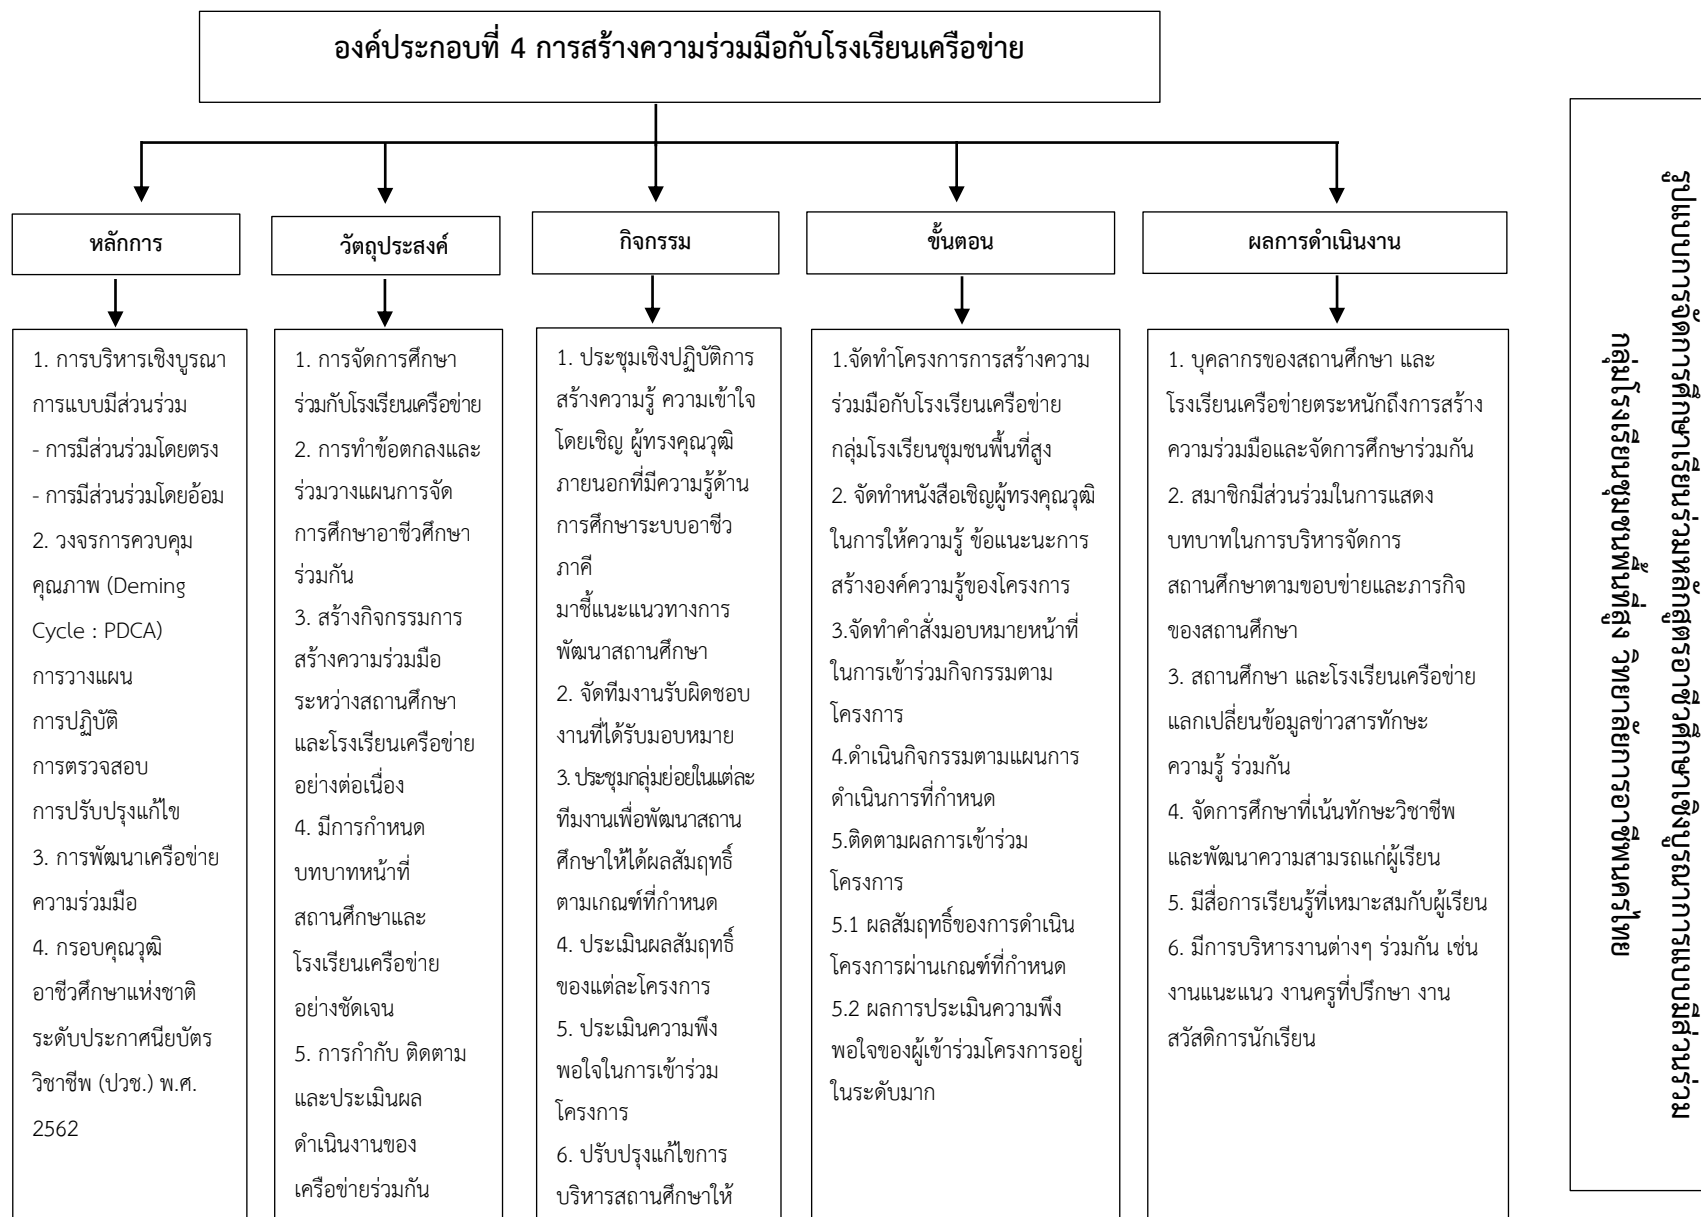 องค์ประกอบที่ 4 การสร้างความร่วมมือกับโรงเรียนเครือข่าย
หลักการ
วัตถุประสงค์
กิจกรรม
ขั้นตอน
ผลการดำเนินงาน
1. การบริหารเชิงบูรณา
การแบบมีส่วนร่วม
- การมีส่วนร่วมโดยตรง
- การมีส่วนร่วมโดยอ้อม
2. วงจรการควบคุม
คุณภาพ (Deming
Cycle : PDCA)
การวางแผน
การปฏิบัติ
การตรวจสอบ
การปรับปรุงแก้ไข
3. การพัฒนาเครือข่าย
ความร่วมมือ
4. กรอบคุณวุฒิ
อาชีวศึกษาแห่งชาติ
ระดับประกาศนียบัตร
วิชาชีพ (ปวช.) พ.ศ.
2562
1. การจัดการศึกษา
ร่วมกับโรงเรียนเครือข่าย
2. การทำข้อตกลงและ
ร่วมวางแผนการจัด
การศึกษาอาชีวศึกษา
ร่วมกัน
3. สร้างกิจกรรมการ
สร้างความร่วมมือ
ระหว่างสถานศึกษา
และโรงเรียนเครือข่าย
อย่างต่อเนื่อง
4. มีการกำหนด
บทบาทหน้าที่
สถานศึกษาและ
โรงเรียนเครือข่าย
อย่างชัดเจน
5. การกำกับ ติดตาม
และประเมินผล
ดำเนินงานของ
เครือข่ายร่วมกัน
1. ประชุมเชิงปฏิบัติการ
สร้างความรู้ ความเข้าใจ
โดยเชิญ ผู้ทรงคุณวุฒิ
ภายนอกที่มีความรู้ด้าน
การศึกษาระบบอาชีว
ภาคี
มาชี้แนะแนวทางการ
พัฒนาสถานศึกษา
2. จัดทีมงานรับผิดชอบ
งานที่ได้รับมอบหมาย
3. ประชุมกลุ่มย่อยในแต่ละ
ทีมงานเพื่อพัฒนาสถาน
ศึกษาให้ได้ผลสัมฤทธิ์
ตามเกณฑ์ที่กำหนด
4. ประเมินผลสัมฤทธิ์
ของแต่ละโครงการ
5. ประเมินความพึง
พอใจในการเข้าร่วม
โครงการ
6. ปรับปรุงแก้ไขการ
บริหารสถานศึกษาให้
1.จัดทำโครงการการสร้างความ
ร่วมมือกับโรงเรียนเครือข่าย
กลุ่มโรงเรียนชุมชนพื้นที่สูง
2. จัดทำหนังสือเชิญผู้ทรงคุณวุฒิ
ในการให้ความรู้ ข้อแนะนะการ
สร้างองค์ความรู้ของโครงการ
3.จัดทำคำสั่งมอบหมายหน้าที่
ในการเข้าร่วมกิจกรรมตาม
โครงการ
4.ดำเนินกิจกรรมตามแผนการ
ดำเนินการที่กำหนด
5.ติดตามผลการเข้าร่วม
โครงการ
5.1 ผลสัมฤทธิ์ของการดำเนิน
โครงการผ่านเกณฑ์ที่กำหนด
5.2 ผลการประเมินความพึง
พอใจของผู้เข้าร่วมโครงการอยู่
ในระดับมาก
1. บุคลากรของสถานศึกษา และ
โรงเรียนเครือข่ายตระหนักถึงการสร้าง
ความร่วมมือและจัดการศึกษาร่วมกัน
2. สมาชิกมีส่วนร่วมในการแสดง
บทบาทในการบริหารจัดการ
สถานศึกษาตามขอบข่ายและภารกิจ
ของสถานศึกษา
3. สถานศึกษา และโรงเรียนเครือข่าย
แลกเปลี่ยนข้อมูลข่าวสารทักษะ
ความรู้ ร่วมกัน
4. จัดการศึกษาที่เน้นทักษะวิชาชีพ
และพัฒนาความสามรถแก่ผู้เรียน
5. มีสื่อการเรียนรู้ที่เหมาะสมกับผู้เรียน
6. มีการบริหารงานต่างๆ ร่วมกัน เช่น
งานแนะแนว งานครูที่ปรึกษา งาน
สวัสดิการนักเรียน
รูปแบบการจัดการศึกษาเรียนร่วมหลักสูตรอาชีวศึกษาเชิงบูรณาการแบบมีส่วนร่วม
กลุ่มโรงเรียนชุมชนพื้นที่สูง วิทยาลัยการอาชีพนครไทย